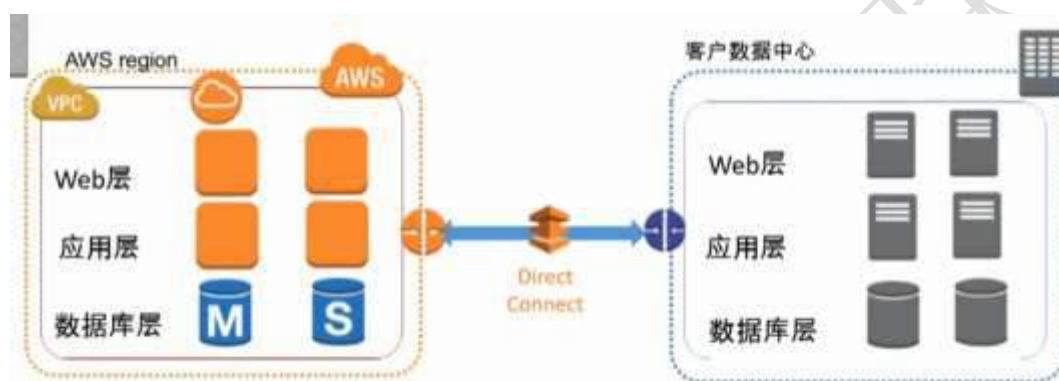 AWS region
AWS
VPC
Web层
应用层
数据库层
M
S
Direct
Connect
客户数据中心
Web层
应用层
数据库层